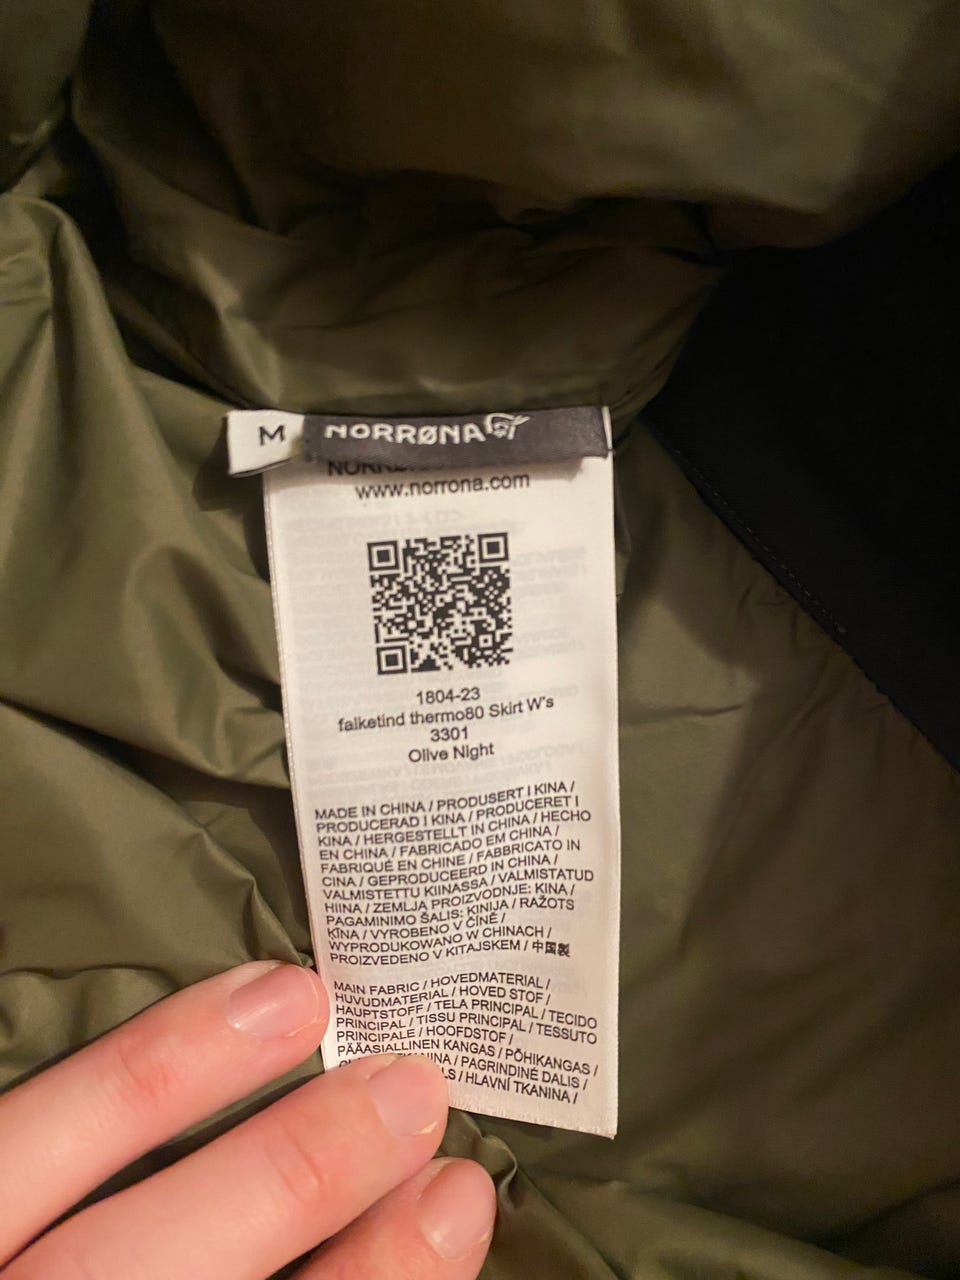 M
NORRØNA
www.norrona.com
1804-23
falketind thermo80 Skirt W's
3301
Olive Night
MADE IN CHINA / PRODUSERT I KINA /
PRODUCERAD I KINA / PRODUCERET I
KINA / HERGESTELLT IN CHINA / HECHO
EN CHINA / FABRICADO EM CHINA /
FABRIQUÉ EN CHINE / FABBRICATO IN
CINA / GEPRODUCEERD IN CHINA /
VALMISTETTU KIINASSA / VALMISTATUD
HIINA / ZEMLJA PROIZVODNJE: KINA /
PAGAMINIMO ŠALIS: KINIJA / RAŽOTS
ĶĪNA / VYROBENO V ČÍNĚ /
WYPRODUKOWANO W CHINACH /
PROIZVEDENO V KITAJSKEM / 中国製
MAIN FABRIC / HOVEDMATERIAL /
HUVUDMATERIAL / HOVED STOF /
HAUPTSTOFF / TELA PRINCIPAL / TECIDO
PRINCIPAL / TISSU PRINCIPAL / TESSUTO
PRINCIPALE / HOOFDSTOF /
PÄÄASIALLINEN KANGAS / PÕHIKANGAS /
/ PAGRINDINĖ DALIS /
/ HLAVNÍ TKANINA /